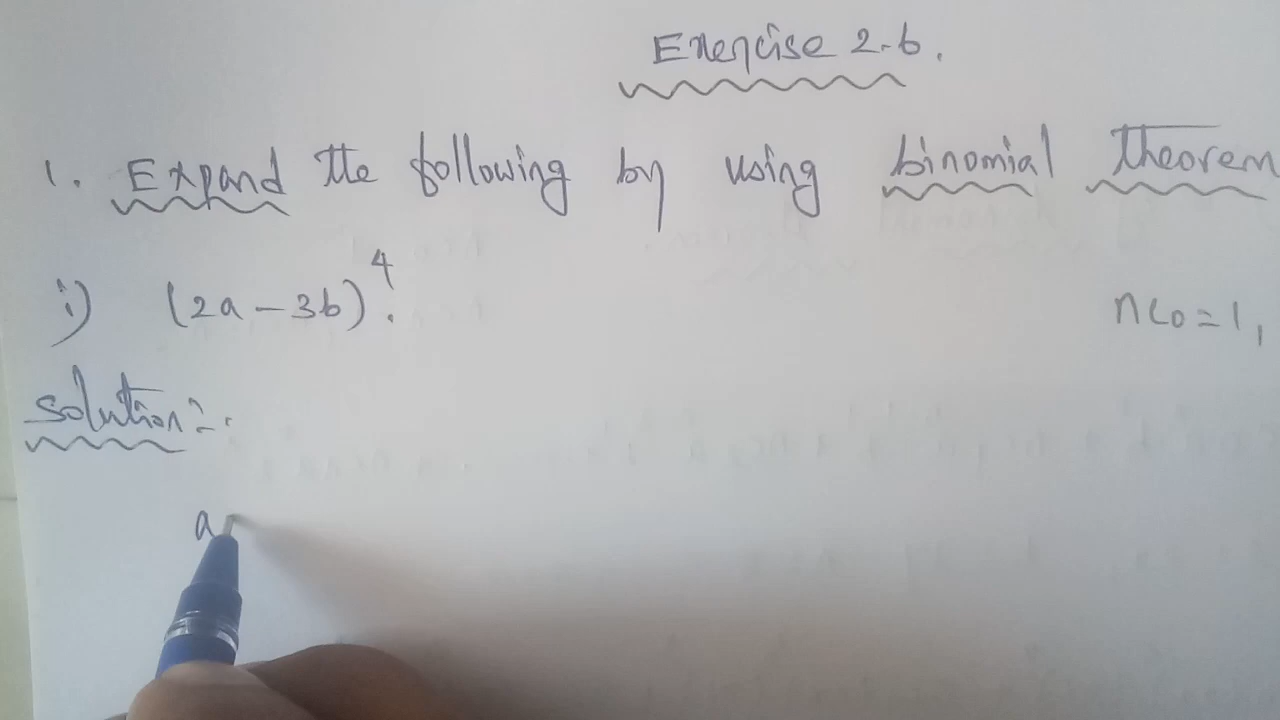 Exercise 2.6.
1. Expand the following by using binomial theorem
i) (2a - 3b)⁴.
nC₀ = 1,
Solution:-
a